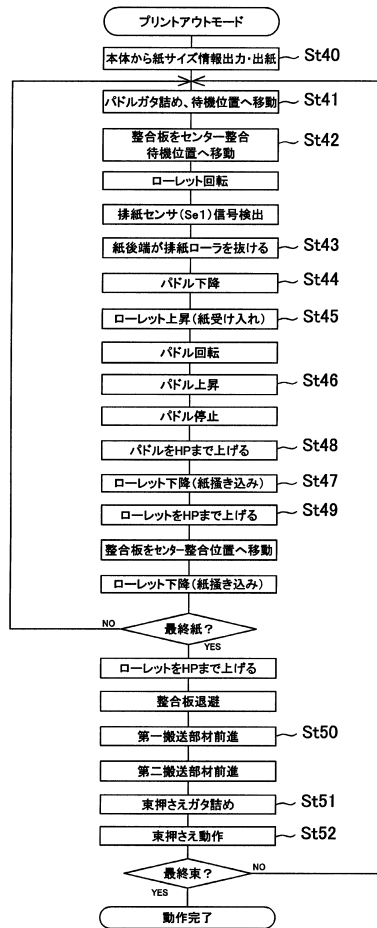 プリントアウトモード
本体から紙サイズ情報出力・出紙 St40
パドルガタ詰め、待機位置へ移動 St41
整合板をセンター整合
待機位置へ移動 St42
ローレット回転
排紙センサ(Se1)信号検出
紙後端が排紙ローラを抜ける St43
パドル下降 St44
ローレット上昇(紙受け入れ) St45
パドル回転
パドル上昇 St46
パドル停止
パドルをHPまで上げる St48
ローレット下降(紙掻き込み) St47
ローレットをHPまで上げる St49
整合板をセンター整合位置へ移動
ローレット下降(紙掻き込み)
NO 最終紙?
YES
ローレットをHPまで上げる
整合板退避
第一搬送部材前進 St50
第二搬送部材前進
束押さえガタ詰め St51
束押さえ動作 St52
最終束? NO
YES
動作完了